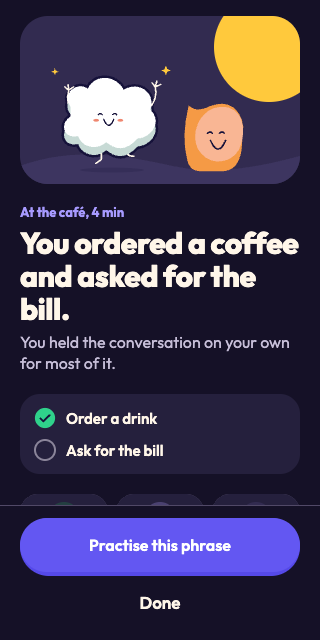 At the café, 4 min
You ordered a coffee
and asked for the
bill.
You held the conversation on your own
for most of it.
Order a drink
Ask for the bill
Practise this phrase
Done